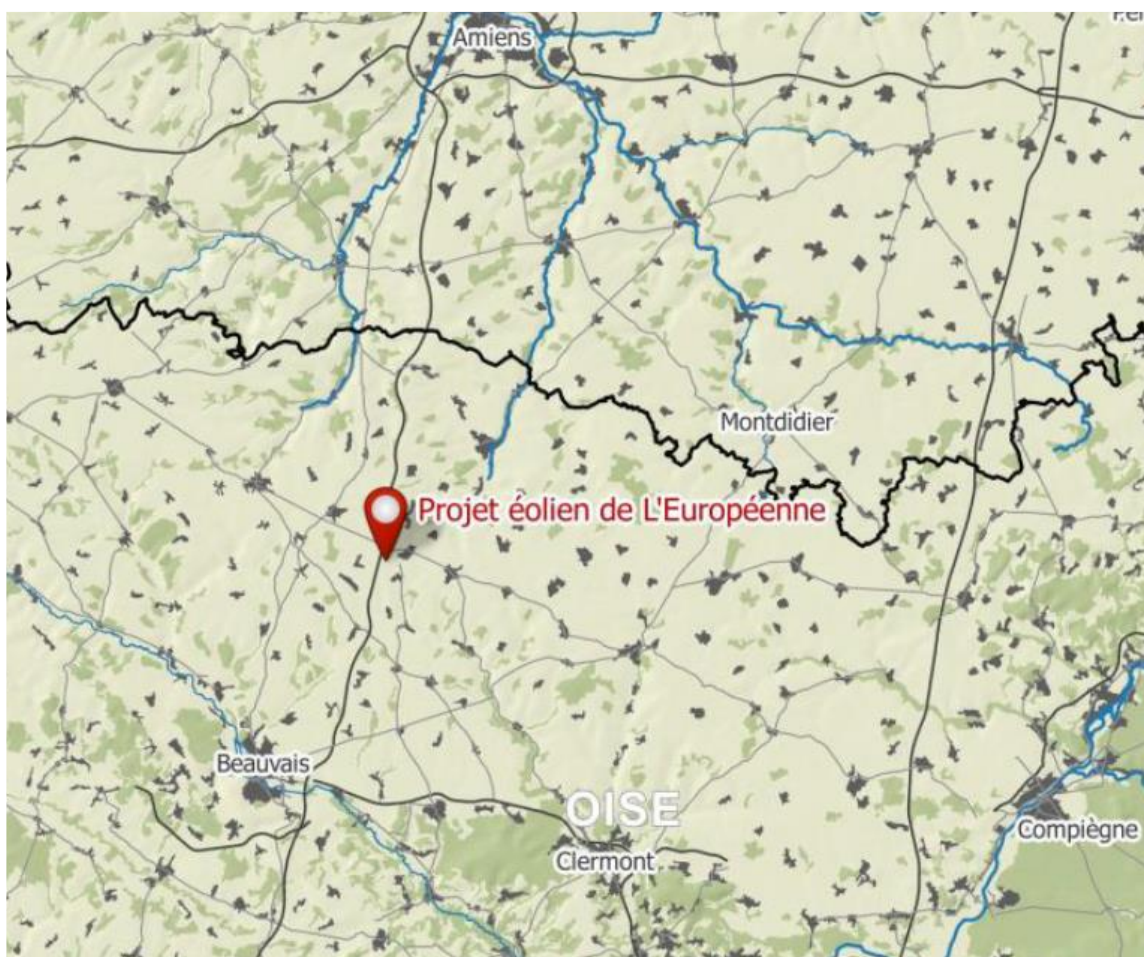 Amiens
Montdidier
Projet éolien de L'Européenne
Beauvais
OISE
Clermont
Compiègne